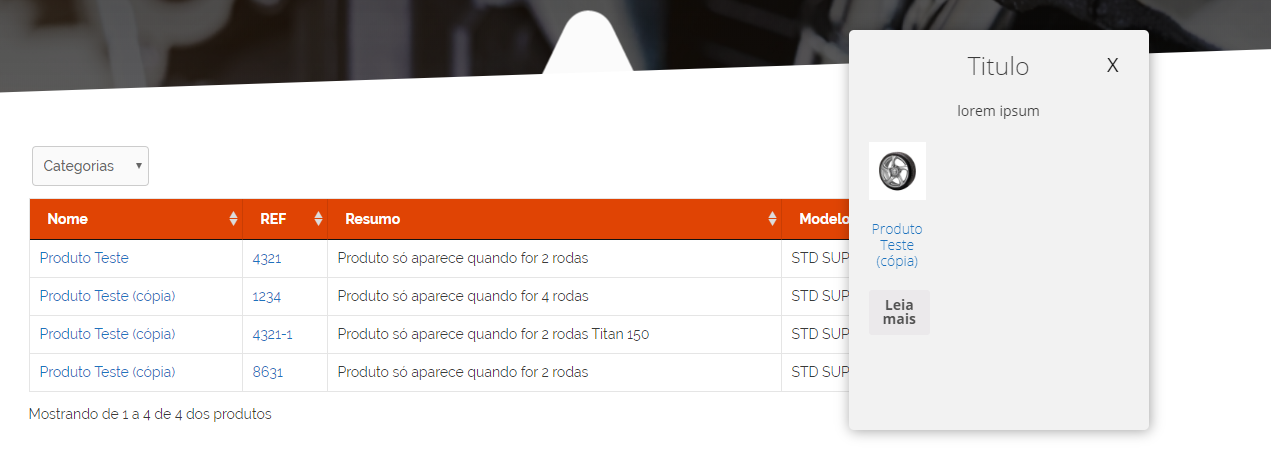 Titulo
X
lorem ipsum
Produto
Teste
(cópia)
Leia
mais
Categorias
Nome REF Resumo Modelo
Produto Teste 4321 Produto só aparece quando for 2 rodas STD SUP
Produto Teste (cópia) 1234 Produto só aparece quando for 4 rodas STD SUP
Produto Teste (cópia) 4321-1 Produto só aparece quando for 2 rodas Titan 150 STD SUP
Produto Teste (cópia) 8631 Produto só aparece quando for 2 rodas STD SUP
Mostrando de 1 a 4 de 4 dos produtos